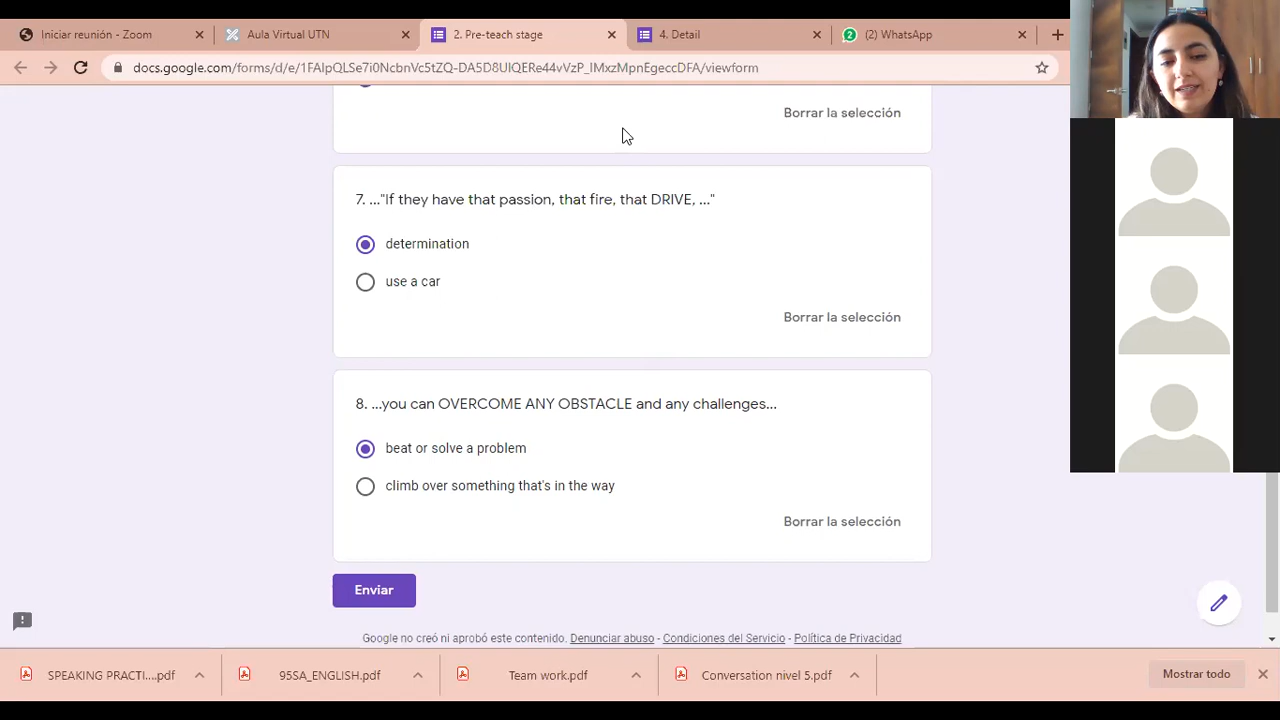 Iniciar reunión - Zoom
Aula Virtual UTN
2. Pre-teach stage
4. Detail
2
(2) WhatsApp
docs.google.com/forms/d/e/1FAIpQLSe7i0NcbnVc5tZQ-DA5D8UIQERe44vVzP_IMxzMpnEgeccDFA/viewform
Borrar la selección
7. ..."If they have that passion, that fire, that DRIVE, ..."
determination
use a car
Borrar la selección
8. ...you can OVERCOME ANY OBSTACLE and any challenges...
beat or solve a problem
climb over something that's in the way
Borrar la selección
Enviar
Google no creó ni aprobó este contenido. Denunciar abuso - Condiciones del Servicio - Política de Privacidad
SPEAKING PRACTI....pdf
95SA_ENGLISH.pdf
Team work.pdf
Conversation nivel 5.pdf
Mostrar todo